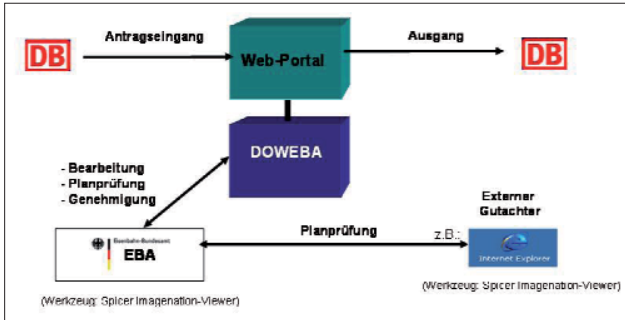 DB
Antragseingang
Web-Portal
Ausgang
DB
DOWEBA
- Bearbeitung
- Planprüfung
- Genehmigung
Eisenbahn-Bundesamt
EBA
Planprüfung
Externer
Gutachter
z.B.:
Internet Explorer
(Werkzeug: Spicer Imagenation-Viewer)
(Werkzeug: Spicer Imagenation-Viewer)